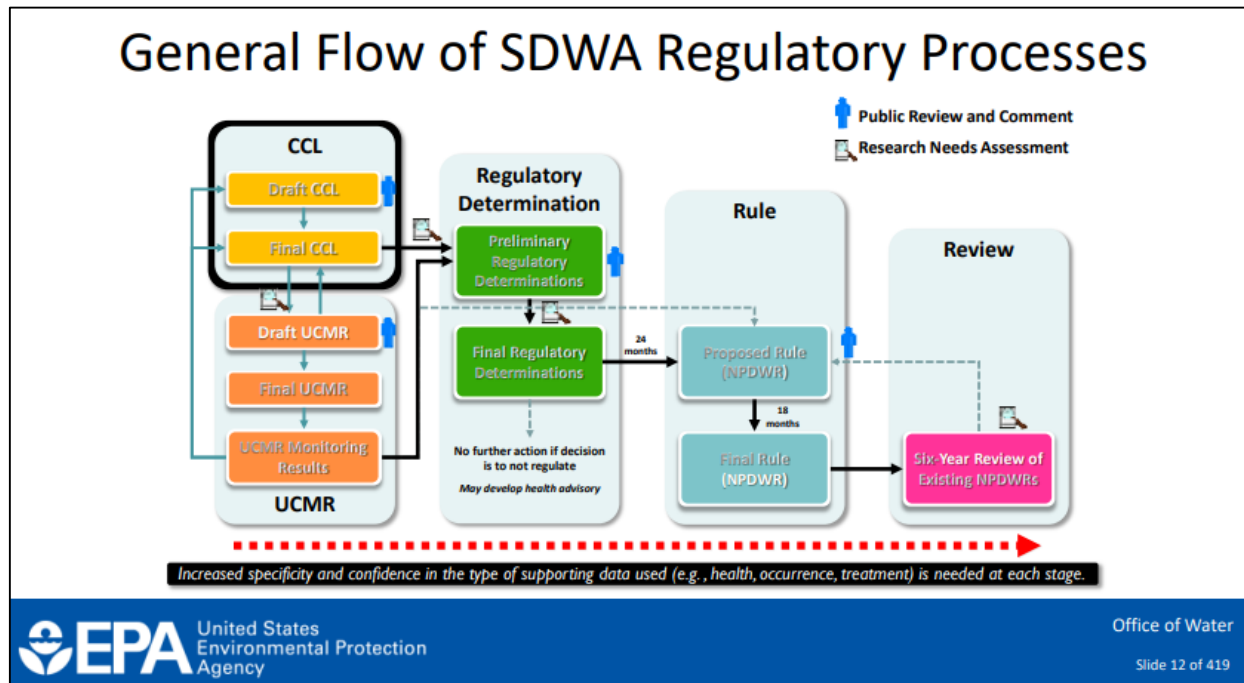 General Flow of SDWA Regulatory Processes
Public Review and Comment
Research Needs Assessment
CCL
Draft CCL
Final CCL
Draft UCMR
Final UCMR
UCMR Monitoring
Results
UCMR
Regulatory
Determination
Preliminary
Regulatory
Determinations
Final Regulatory
Determinations
No further action if decision
is to not regulate
May develop health advisory
24
months
Rule
Proposed Rule
(NPDWR)
18
months
Final Rule
(NPDWR)
Review
Six-Year Review of
Existing NPDWRs
Increased specificity and confidence in the type of supporting data used (e.g., health, occurrence, treatment) is needed at each stage.
EPA
United States
Environmental Protection
Agency
Office of Water
Slide 12 of 419